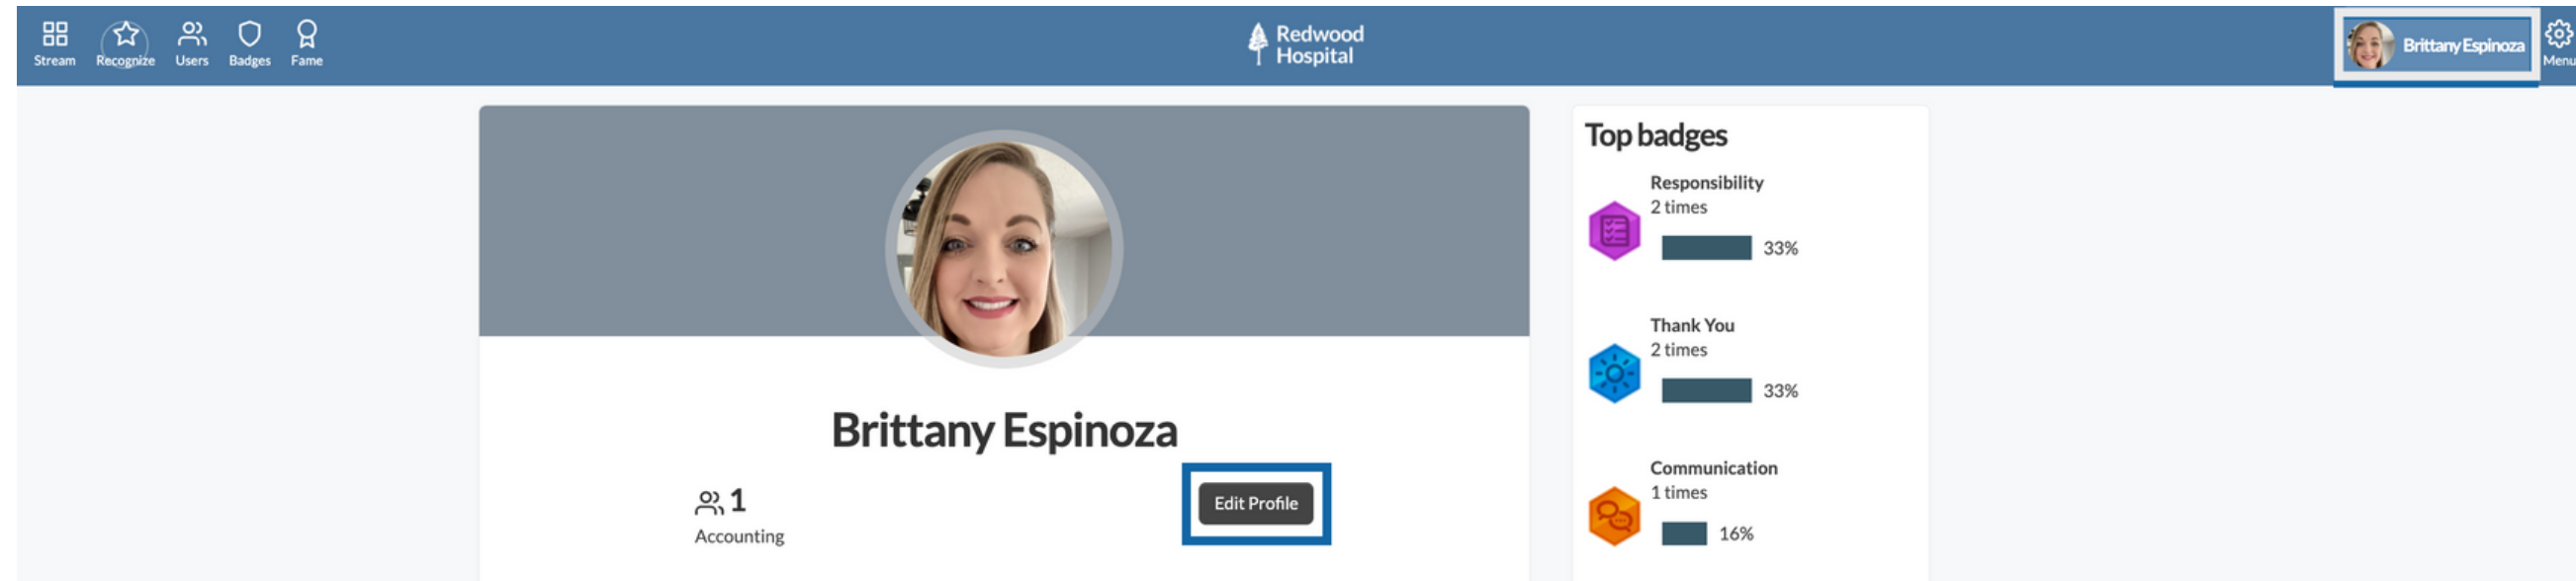 Stream
Recognize
Users
Badges
Fame
Redwood
Hospital
Brittany Espinoza
Menu
Brittany Espinoza
1
Accounting
Edit Profile
Top badges
Responsibility
2 times
33%
Thank You
2 times
33%
Communication
1 times
16%